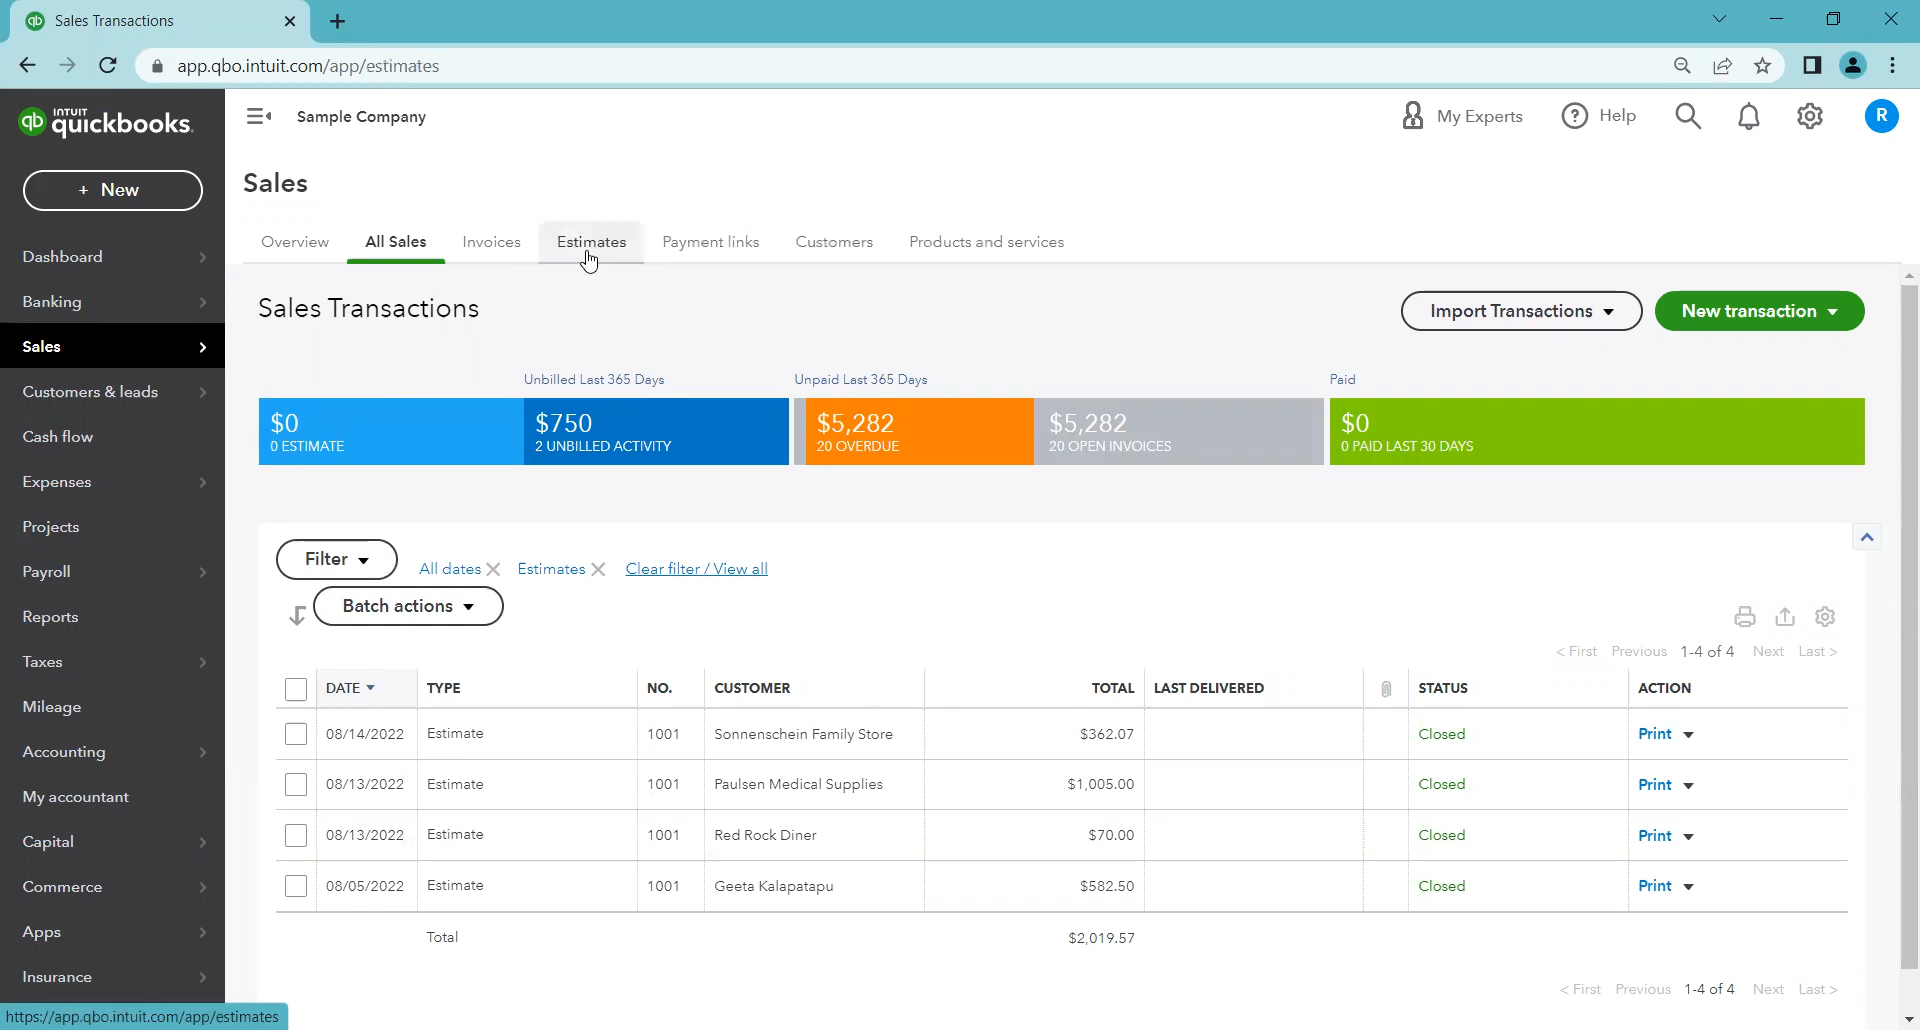 Sales Transactions
app.qbo.intuit.com/app/estimates
INTUIT
quickbooks.
Sample Company
My Experts
Help
R
+ New
Sales
Overview All Sales Invoices Estimates Payment links Customers Products and services
Dashboard
Banking
Sales
Customers & leads
Cash flow
Expenses
Projects
Payroll
Reports
Taxes
Mileage
Accounting
My accountant
Capital
Commerce
Apps
Insurance
Sales Transactions
Import Transactions
New transaction
Unbilled Last 365 Days Unpaid Last 365 Days Paid
$0 $750 $5,282 $5,282 $0
0 ESTIMATE 2 UNBILLED ACTIVITY 20 OVERDUE 20 OPEN INVOICES 0 PAID LAST 30 DAYS
Filter All dates Estimates Clear filter / View all
Batch actions
< First Previous 1-4 of 4 Next Last >
DATE TYPE NO. CUSTOMER TOTAL LAST DELIVERED STATUS ACTION
08/14/2022 Estimate 1001 Sonnenschein Family Store $362.07 Closed Print
08/13/2022 Estimate 1001 Paulsen Medical Supplies $1,005.00 Closed Print
08/13/2022 Estimate 1001 Red Rock Diner $70.00 Closed Print
08/05/2022 Estimate 1001 Geeta Kalapatapu $582.50 Closed Print
Total $2,019.57
< First Previous 1-4 of 4 Next Last >
https://app.qbo.intuit.com/app/estimates